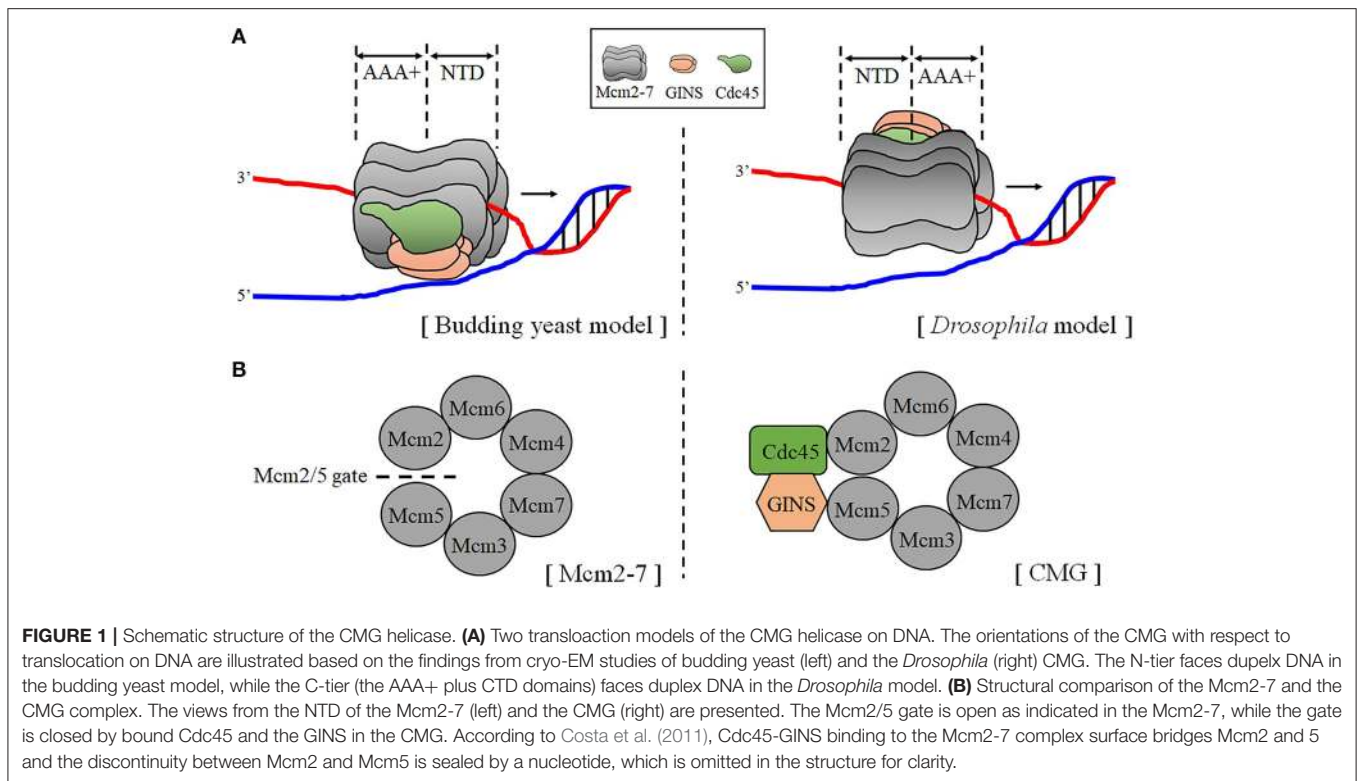 A
AAA+ NTD
Mcm2-7 GINS Cdc45
NTD AAA+
3'
5'
[ Budding yeast model ]
3'
5'
[ Drosophila model ]
B
Mcm6
Mcm2
Mcm4
Mcm2/5 gate
Mcm5
Mcm7
Mcm3
[ Mcm2-7 ]
Mcm6
Cdc45
Mcm2
Mcm4
GINS
Mcm5
Mcm7
Mcm3
[ CMG ]
FIGURE 1 | Schematic structure of the CMG helicase. (A) Two transloaction models of the CMG helicase on DNA. The orientations of the CMG with respect to
translocation on DNA are illustrated based on the findings from cryo-EM studies of budding yeast (left) and the Drosophila (right) CMG. The N-tier faces dupelx DNA in
the budding yeast model, while the C-tier (the AAA+ plus CTD domains) faces duplex DNA in the Drosophila model. (B) Structural comparison of the Mcm2-7 and the
CMG complex. The views from the NTD of the Mcm2-7 (left) and the CMG (right) are presented. The Mcm2/5 gate is open as indicated in the Mcm2-7, while the gate
is closed by bound Cdc45 and the GINS in the CMG. According to Costa et al. (2011), Cdc45-GINS binding to the Mcm2-7 complex surface bridges Mcm2 and 5
and the discontinuity between Mcm2 and Mcm5 is sealed by a nucleotide, which is omitted in the structure for clarity.